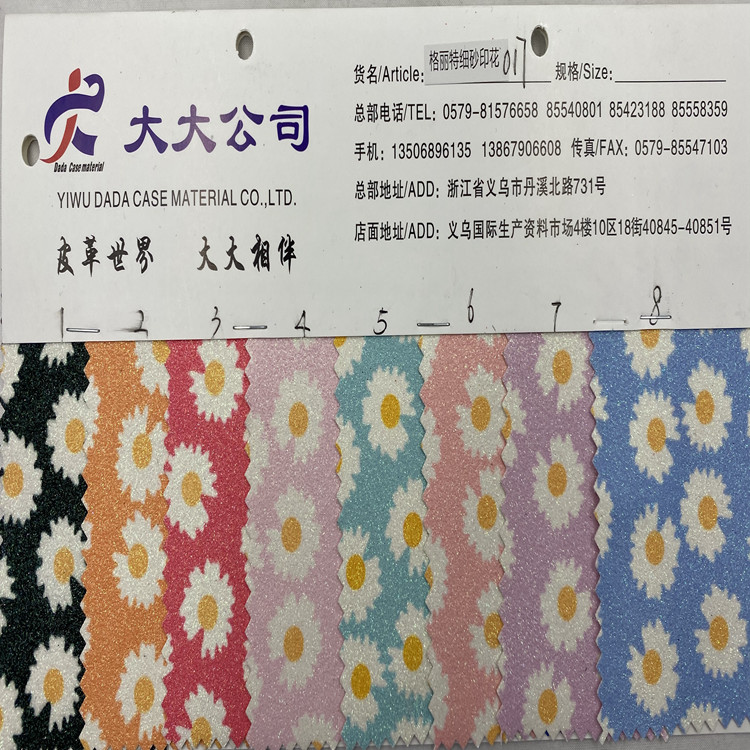 大大公司
Dada Case material
YIWU DADA CASE MATERIAL CO.,LTD.
皮革世界 大大相伴
货名/Article: 格丽特细砂印花 017 规格/Size:
总部电话/TEL: 0579-81576658 85540801 85423188 85558359
手机: 13506896135 13867906608 传真/FAX: 0579-85547103
总部地址/ADD: 浙江省义乌市丹溪北路731号
店面地址/ADD: 义乌国际生产资料市场4楼10区18街40845-40851号
1 2 3 4 5 6 7 8